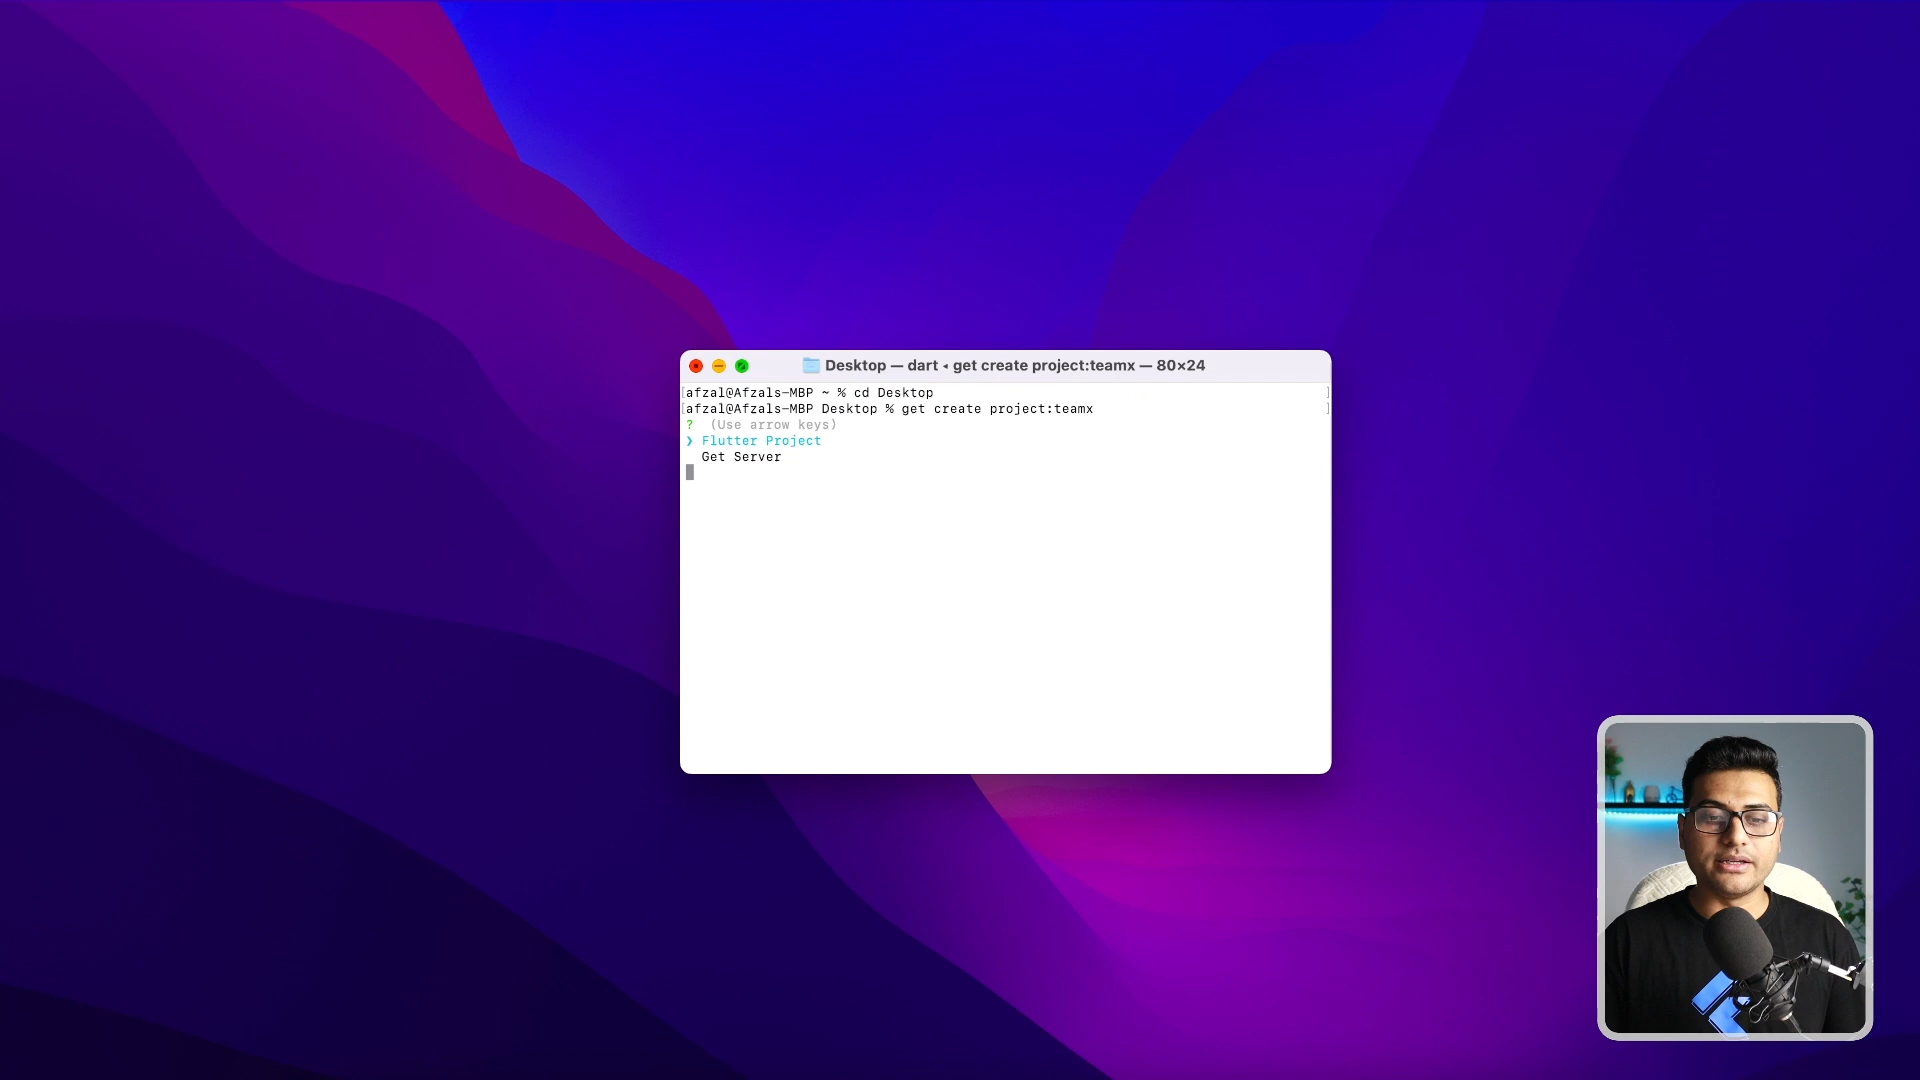 Desktop — dart ◂ get create project:teamx — 80×24
[afzal@Afzals-MBP ~ % cd Desktop ]
[afzal@Afzals-MBP Desktop % get create project:teamx ]
? (Use arrow keys)
❯ Flutter Project
Get Server